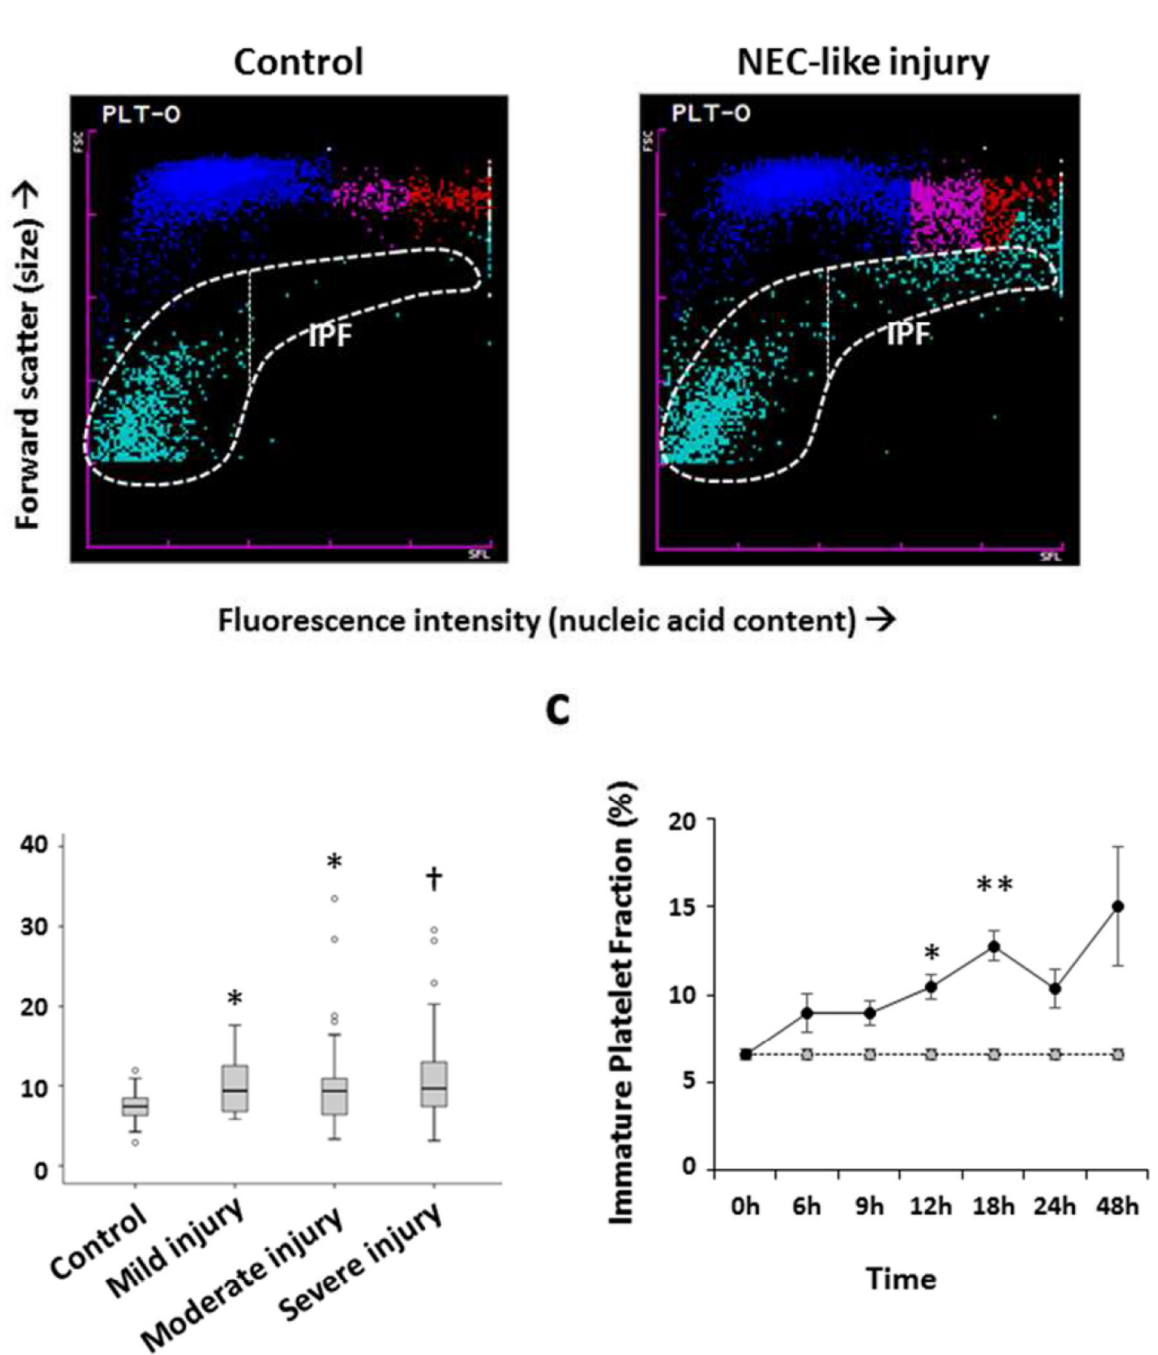 Control
NEC-like injury
PLT-O
FSC
IPF
SFL
PLT-O
FSC
IPF
SFL
Forward scatter (size) →
Fluorescence intensity (nucleic acid content) →
C
40
30
20
10
0
*
*
†
Control
Mild injury
Moderate injury
Severe injury
Immature Platelet Fraction (%)
20
15
10
5
0
*
**
0h 6h 9h 12h 18h 24h 48h
Time